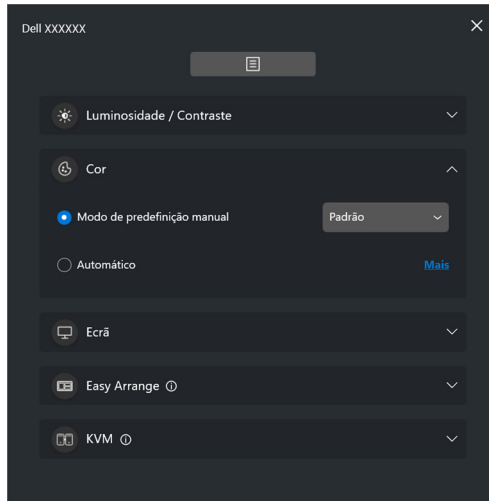 Dell XXXXXX
Luminosidade / Contraste
Cor
Modo de predefinição manual
Padrão
Automático
Mais
Ecrã
Easy Arrange
KVM